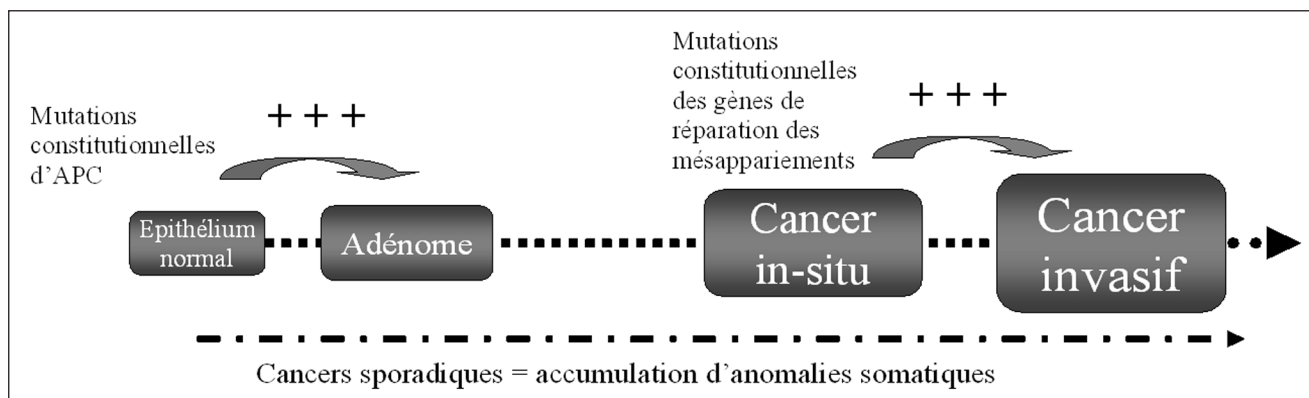 Mutations
constitutionnelles
d'APC
+ + +
Mutations
constitutionnelles
des gènes de
réparation des
mésappariements
+ + +
Epithélium
normal
Adénome
Cancer
in-situ
Cancer
invasif
Cancers sporadiques = accumulation d'anomalies somatiques